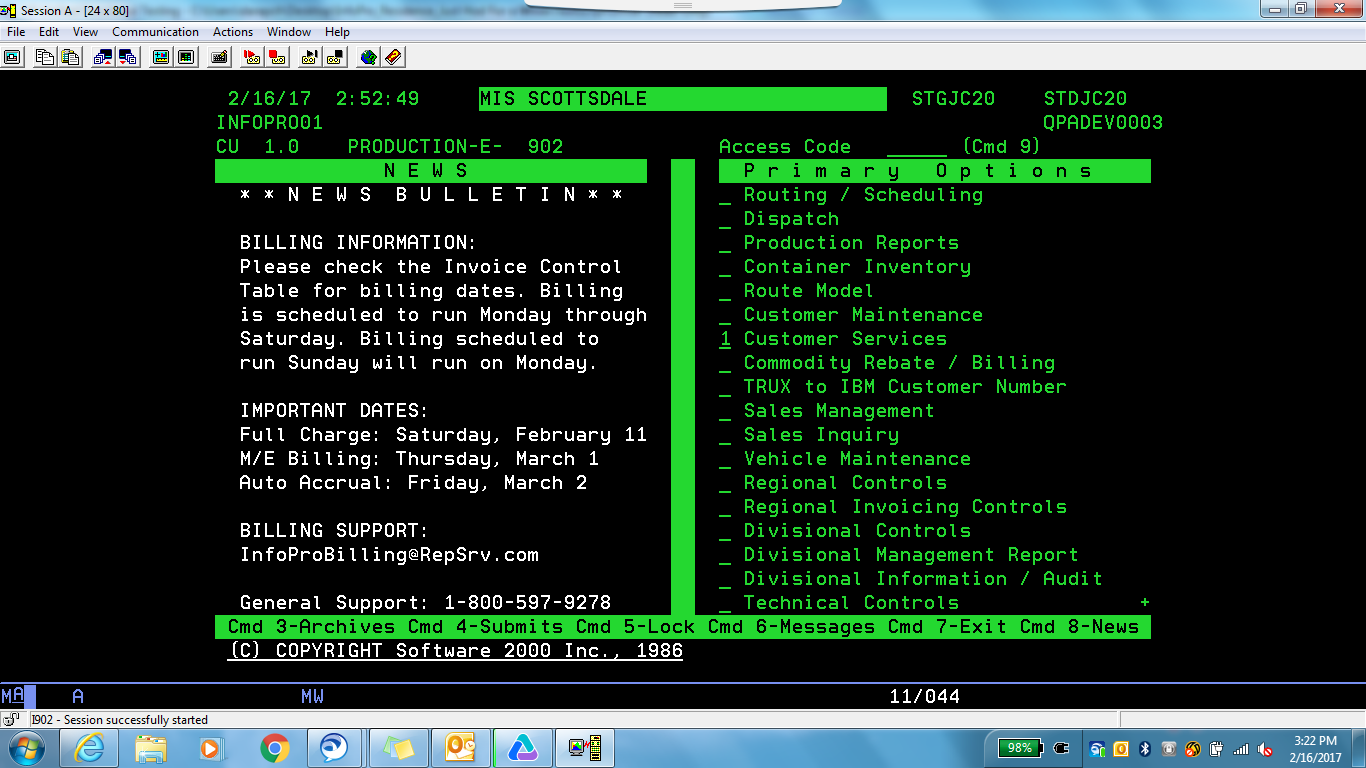 Session A - [24 x 80]
File Edit View Communication Actions Window Help
2/16/17 2:52:49 MIS SCOTTSDALE STGJC20 STDJC20
INFOPRO01 QPADEV0003
CU 1.0 PRODUCTION-E- 902 Access Code ______ (Cmd 9)
N E W S
* * N E W S B U L L E T I N * *
BILLING INFORMATION:
Please check the Invoice Control
Table for billing dates. Billing
is scheduled to run Monday through
Saturday. Billing scheduled to
run Sunday will run on Monday.
IMPORTANT DATES:
Full Charge: Saturday, February 11
M/E Billing: Thursday, March 1
Auto Accrual: Friday, March 2
BILLING SUPPORT:
InfoProBilling@RepSrv.com
General Support: 1-800-597-9278
P r i m a r y O p t i o n s
_ Routing / Scheduling
_ Dispatch
_ Production Reports
_ Container Inventory
_ Route Model
_ Customer Maintenance
1 Customer Services
_ Commodity Rebate / Billing
_ TRUX to IBM Customer Number
_ Sales Management
_ Sales Inquiry
_ Vehicle Maintenance
_ Regional Controls
_ Regional Invoicing Controls
_ Divisional Controls
_ Divisional Management Report
_ Divisional Information / Audit
_ Technical Controls +
Cmd 3-Archives Cmd 4-Submits Cmd 5-Lock Cmd 6-Messages Cmd 7-Exit Cmd 8-News
(C) COPYRIGHT Software 2000 Inc., 1986
MA A MW 11/044
I902 - Session successfully started
98% 3:22 PM
2/16/2017